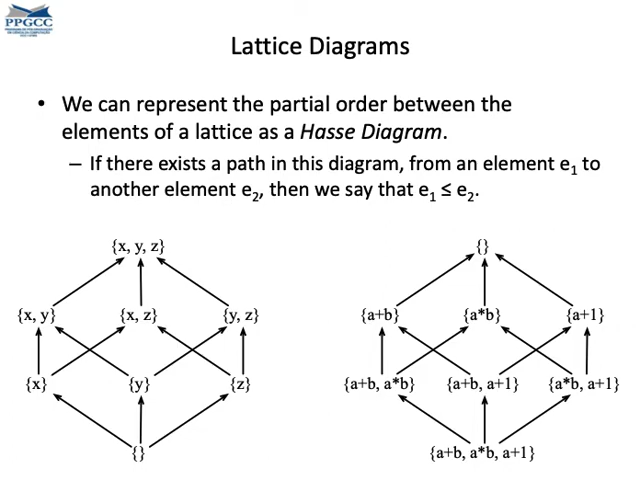 PPGCC
Lattice Diagrams
• We can represent the partial order between the
elements of a lattice as a Hasse Diagram.
– If there exists a path in this diagram, from an element e₁ to
another element e₂, then we say that e₁ ≤ e₂.
{x, y, z}
{x, y} {x, z} {y, z}
{x} {y} {z}
{}
{}
{a+b} {a*b} {a+1}
{a+b, a*b} {a+b, a+1} {a*b, a+1}
{a+b, a*b, a+1}